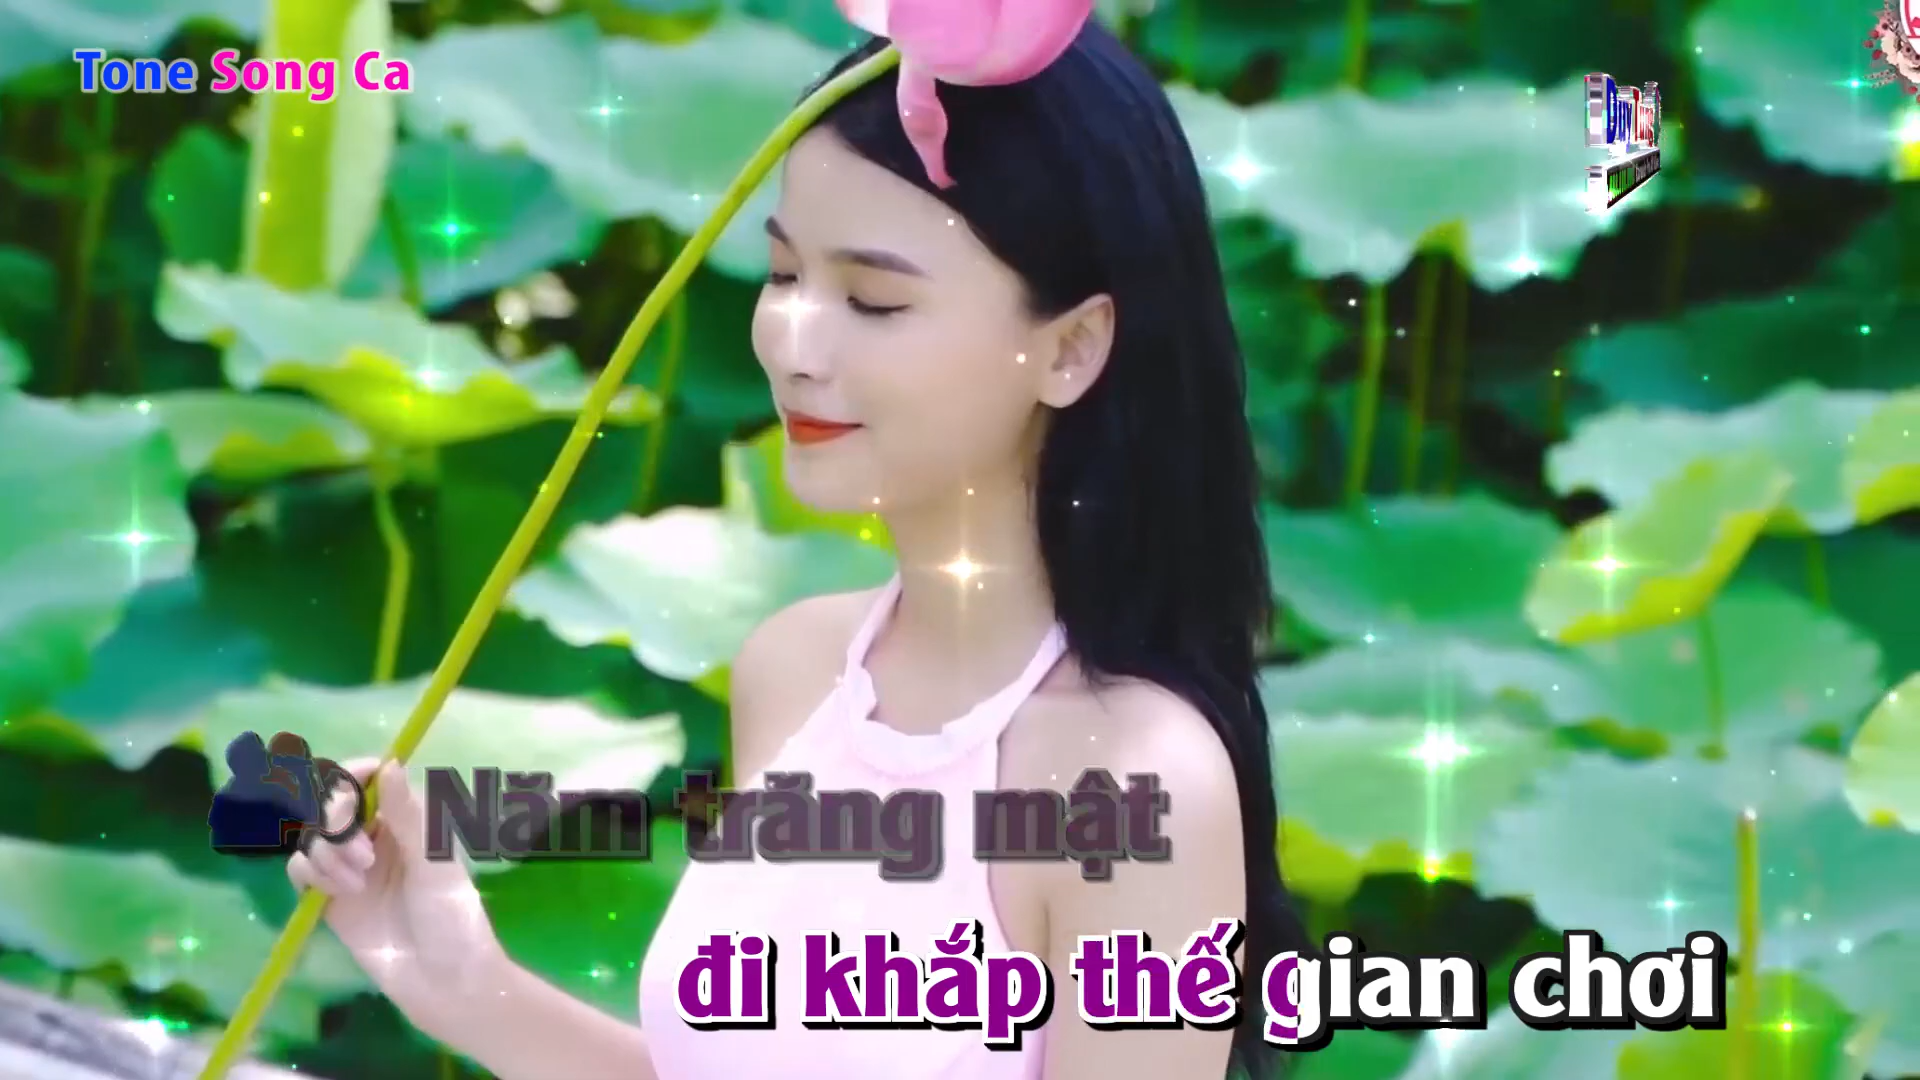 Tone Song Ca
Năm trăng mật
đi khắp thế gian chơi